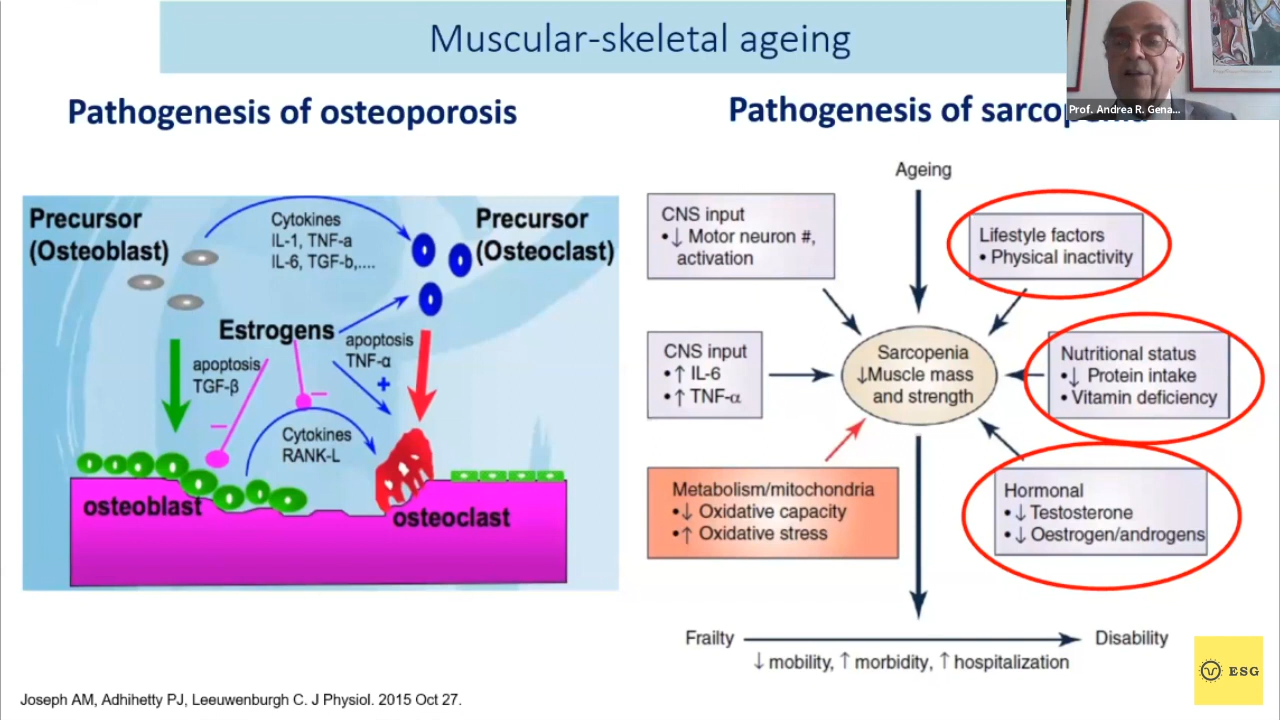 Muscular-skeletal ageing
Prof. Andrea R. Gena...
Pathogenesis of osteoporosis
Precursor
(Osteoblast)
Cytokines
IL-1, TNF-a
IL-6, TGF-b,....
Precursor
(Osteoclast)
Estrogens
apoptosis
TGF-β
apoptosis
TNF-α
+
–
–
Cytokines
RANK-L
osteoblast
osteoclast
Pathogenesis of sarcopenia
Ageing
CNS input
•↓ Motor neuron #,
activation
Lifestyle factors
• Physical inactivity
CNS input
•↑ IL-6
•↑ TNF-α
Sarcopenia
↓Muscle mass
and strength
Nutritional status
•↓ Protein intake
• Vitamin deficiency
Metabolism/mitochondria
•↓ Oxidative capacity
•↑ Oxidative stress
Hormonal
•↓ Testosterone
•↓ Oestrogen/androgens
Frailty
Disability
↓ mobility, ↑ morbidity, ↑ hospitalization
ESG
Joseph AM, Adhihetty PJ, Leeuwenburgh C. J Physiol. 2015 Oct 27.